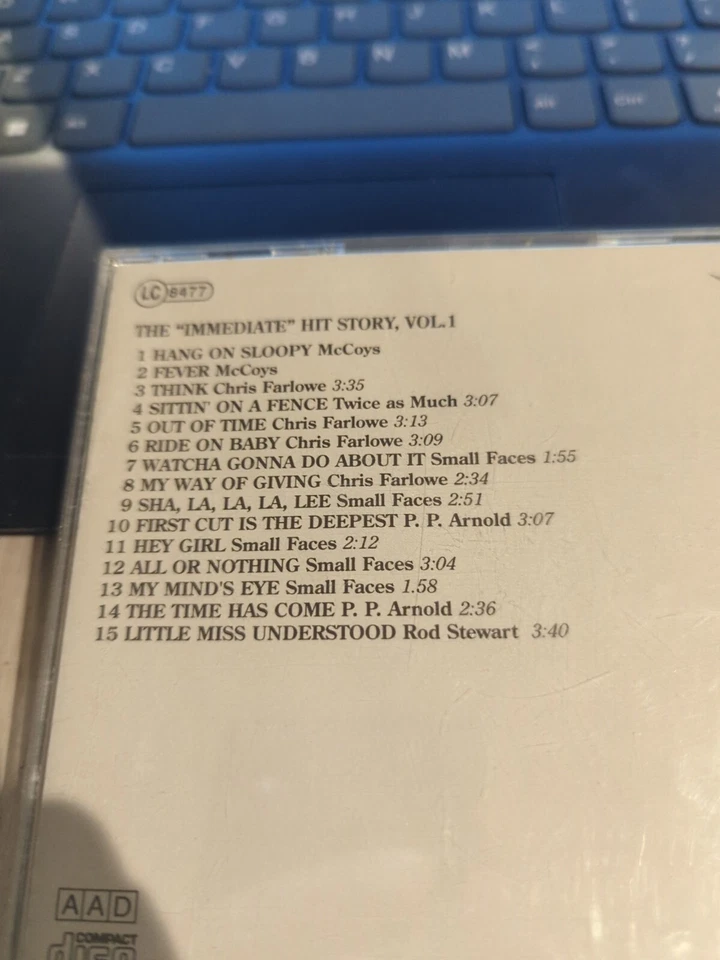 Z X C V B N M
Alt Ctrl
LC 8477
THE "IMMEDIATE" HIT STORY, VOL.1
1 HANG ON SLOOPY McCoys
2 FEVER McCoys
3 THINK Chris Farlowe 3:35
4 SITTIN' ON A FENCE Twice as Much 3:07
5 OUT OF TIME Chris Farlowe 3:13
6 RIDE ON BABY Chris Farlowe 3:09
7 WATCHA GONNA DO ABOUT IT Small Faces 1:55
8 MY WAY OF GIVING Chris Farlowe 2:34
9 SHA, LA, LA, LA, LEE Small Faces 2:51
10 FIRST CUT IS THE DEEPEST P. P. Arnold 3:07
11 HEY GIRL Small Faces 2:12
12 ALL OR NOTHING Small Faces 3:04
13 MY MIND'S EYE Small Faces 1.58
14 THE TIME HAS COME P. P. Arnold 2:36
15 LITTLE MISS UNDERSTOOD Rod Stewart 3:40
AAD
COMPACT
disc